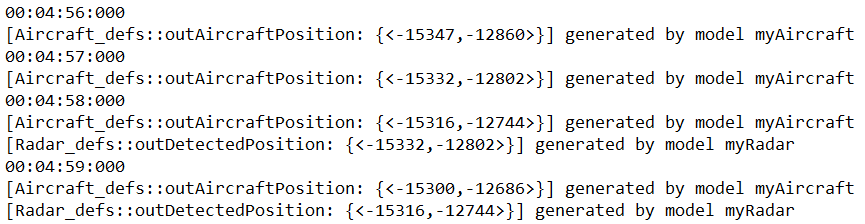 00:04:56:000
[Aircraft_defs::outAircraftPosition: {<-15347,-12860>}] generated by model myAircraft
00:04:57:000
[Aircraft_defs::outAircraftPosition: {<-15332,-12802>}] generated by model myAircraft
00:04:58:000
[Aircraft_defs::outAircraftPosition: {<-15316,-12744>}] generated by model myAircraft
[Radar_defs::outDetectedPosition: {<-15332,-12802>}] generated by model myRadar
00:04:59:000
[Aircraft_defs::outAircraftPosition: {<-15300,-12686>}] generated by model myAircraft
[Radar_defs::outDetectedPosition: {<-15316,-12744>}] generated by model myRadar